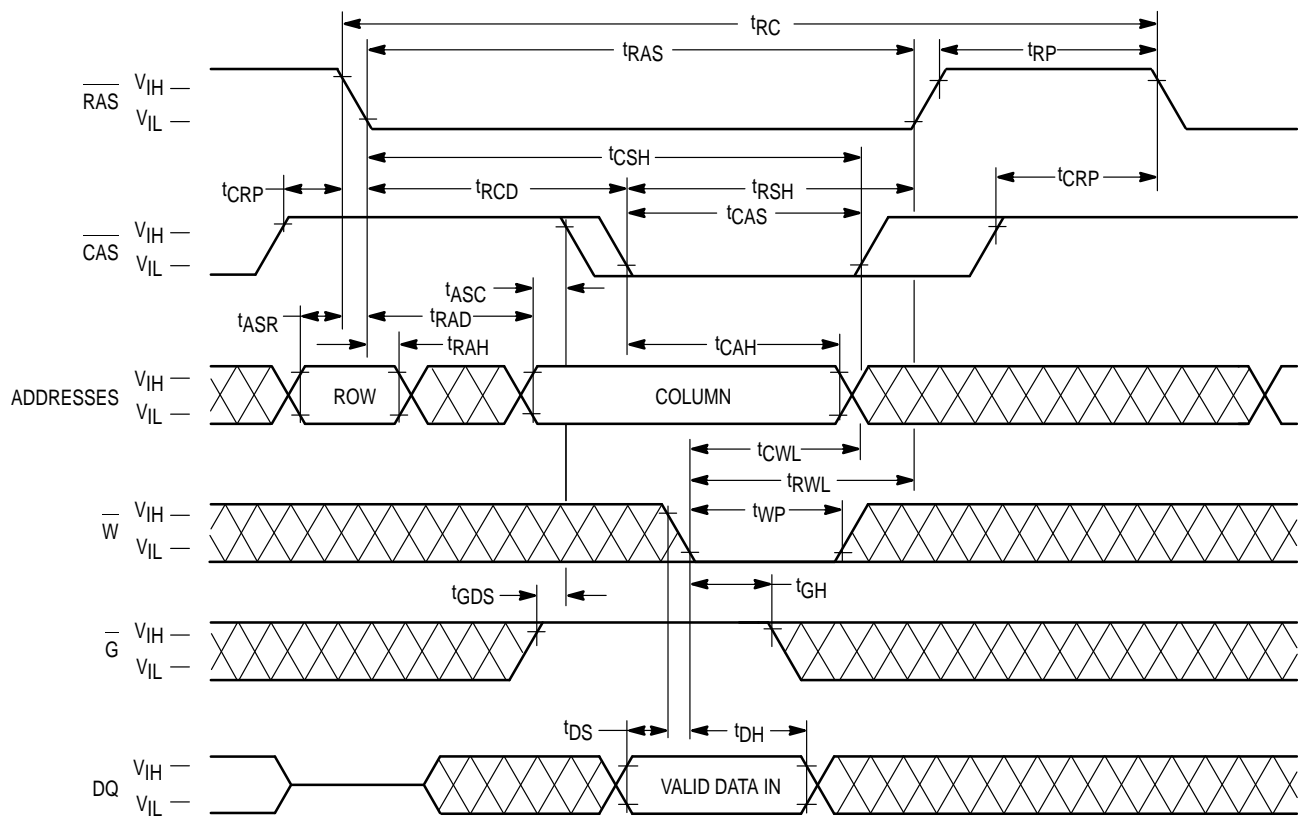 tRC
tRAS
tRP
RAS
VIH
VIL
tCSH
tCRP
tRCD
tRSH
tCRP
tCAS
CAS
VIH
VIL
tASC
tASR
tRAD
tRAH
tCAH
ADDRESSES
VIH
VIL
ROW
COLUMN
tCWL
tRWL
W
VIH
VIL
tWP
tGDS
tGH
G
VIH
VIL
tDS
tDH
DQ
VIH
VIL
VALID DATA IN